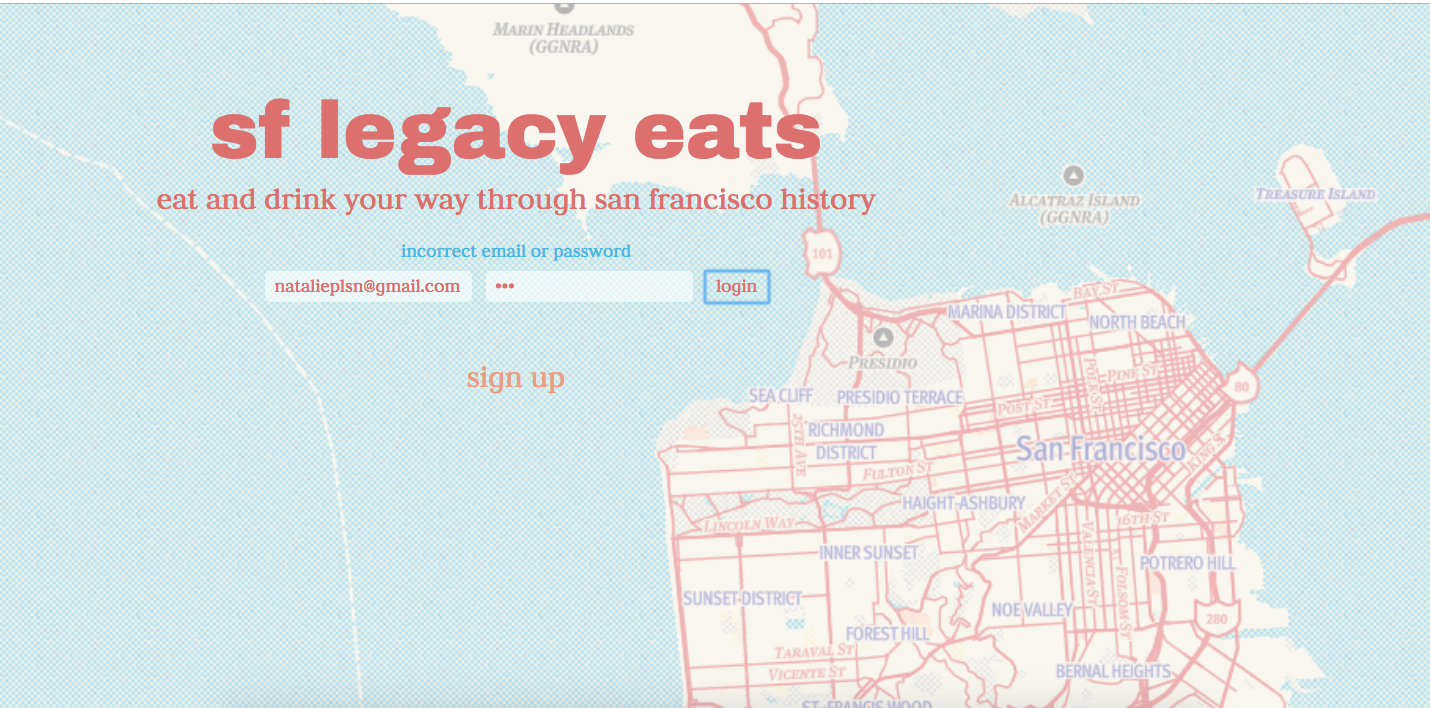 MARIN HEADLANDS
(GGNRA)
sf legacy eats
eat and drink your way through san francisco history
ALCATRAZ ISLAND
(GGNRA)
TREASURE ISLAND
incorrect email or password
101
natalieplsn@gmail.com
•••
login
BAY ST
MARINA DISTRICT
NORTH BEACH
PRESIDIO
sign up
PINE ST
POLK ST
80
SEA CLIFF
PRESIDIO TERRACE
POST ST
25TH AVE
RICHMOND
DISTRICT
San Francisco
KING S
FULTON ST
HAIGHT-ASHBURY
MARKET ST
LINCOLN WAY
16TH ST
INNER SUNSET
VALENCIA ST
POTRERO HILL
FOLSOM ST
SUNSET DISTRICT
NOE VALLEY
280
FOREST HILL
TARAVAL ST
VICENTE ST
BERNAL HEIGHTS
ST. FRANCIS WOOD